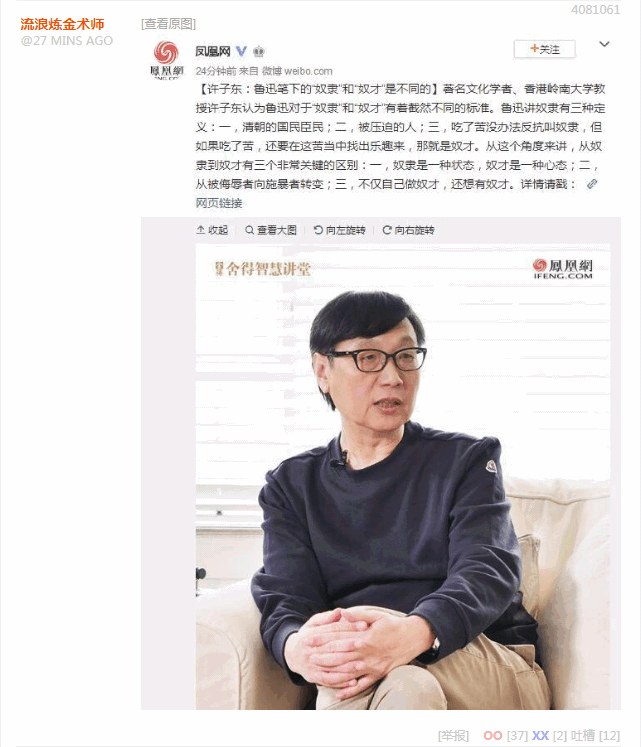 4081061
流浪炼金术师
@27 MINS AGO
[查看原图]
鳳凰網
凤凰网
+关注
24分钟前 来自 微博 weibo.com
【许子东：鲁迅笔下的“奴隶”和“奴才”是不同的】著名文化学者、香港岭南大学教
授许子东认为鲁迅对于“奴隶”和“奴才”有着截然不同的标准。鲁迅讲奴隶有三种定
义：一，清朝的国民臣民；二，被压迫的人；三，吃了苦没办法反抗叫奴隶，但
如果吃了苦，还要在这苦当中找出乐趣来，那就是奴才。从这个角度来讲，从奴
隶到奴才有三个非常关键的区别：一，奴隶是一种状态，奴才是一种心态；二，
从被侮辱者向施暴者转变；三，不仅自己做奴才，还想有奴才。详情请戳：
网页链接
收起 查看大图 向左旋转 向右旋转
舍得智慧讲堂
鳳凰網
IFENG.COM
[举报] OO [37] XX [2] 吐槽 [12]